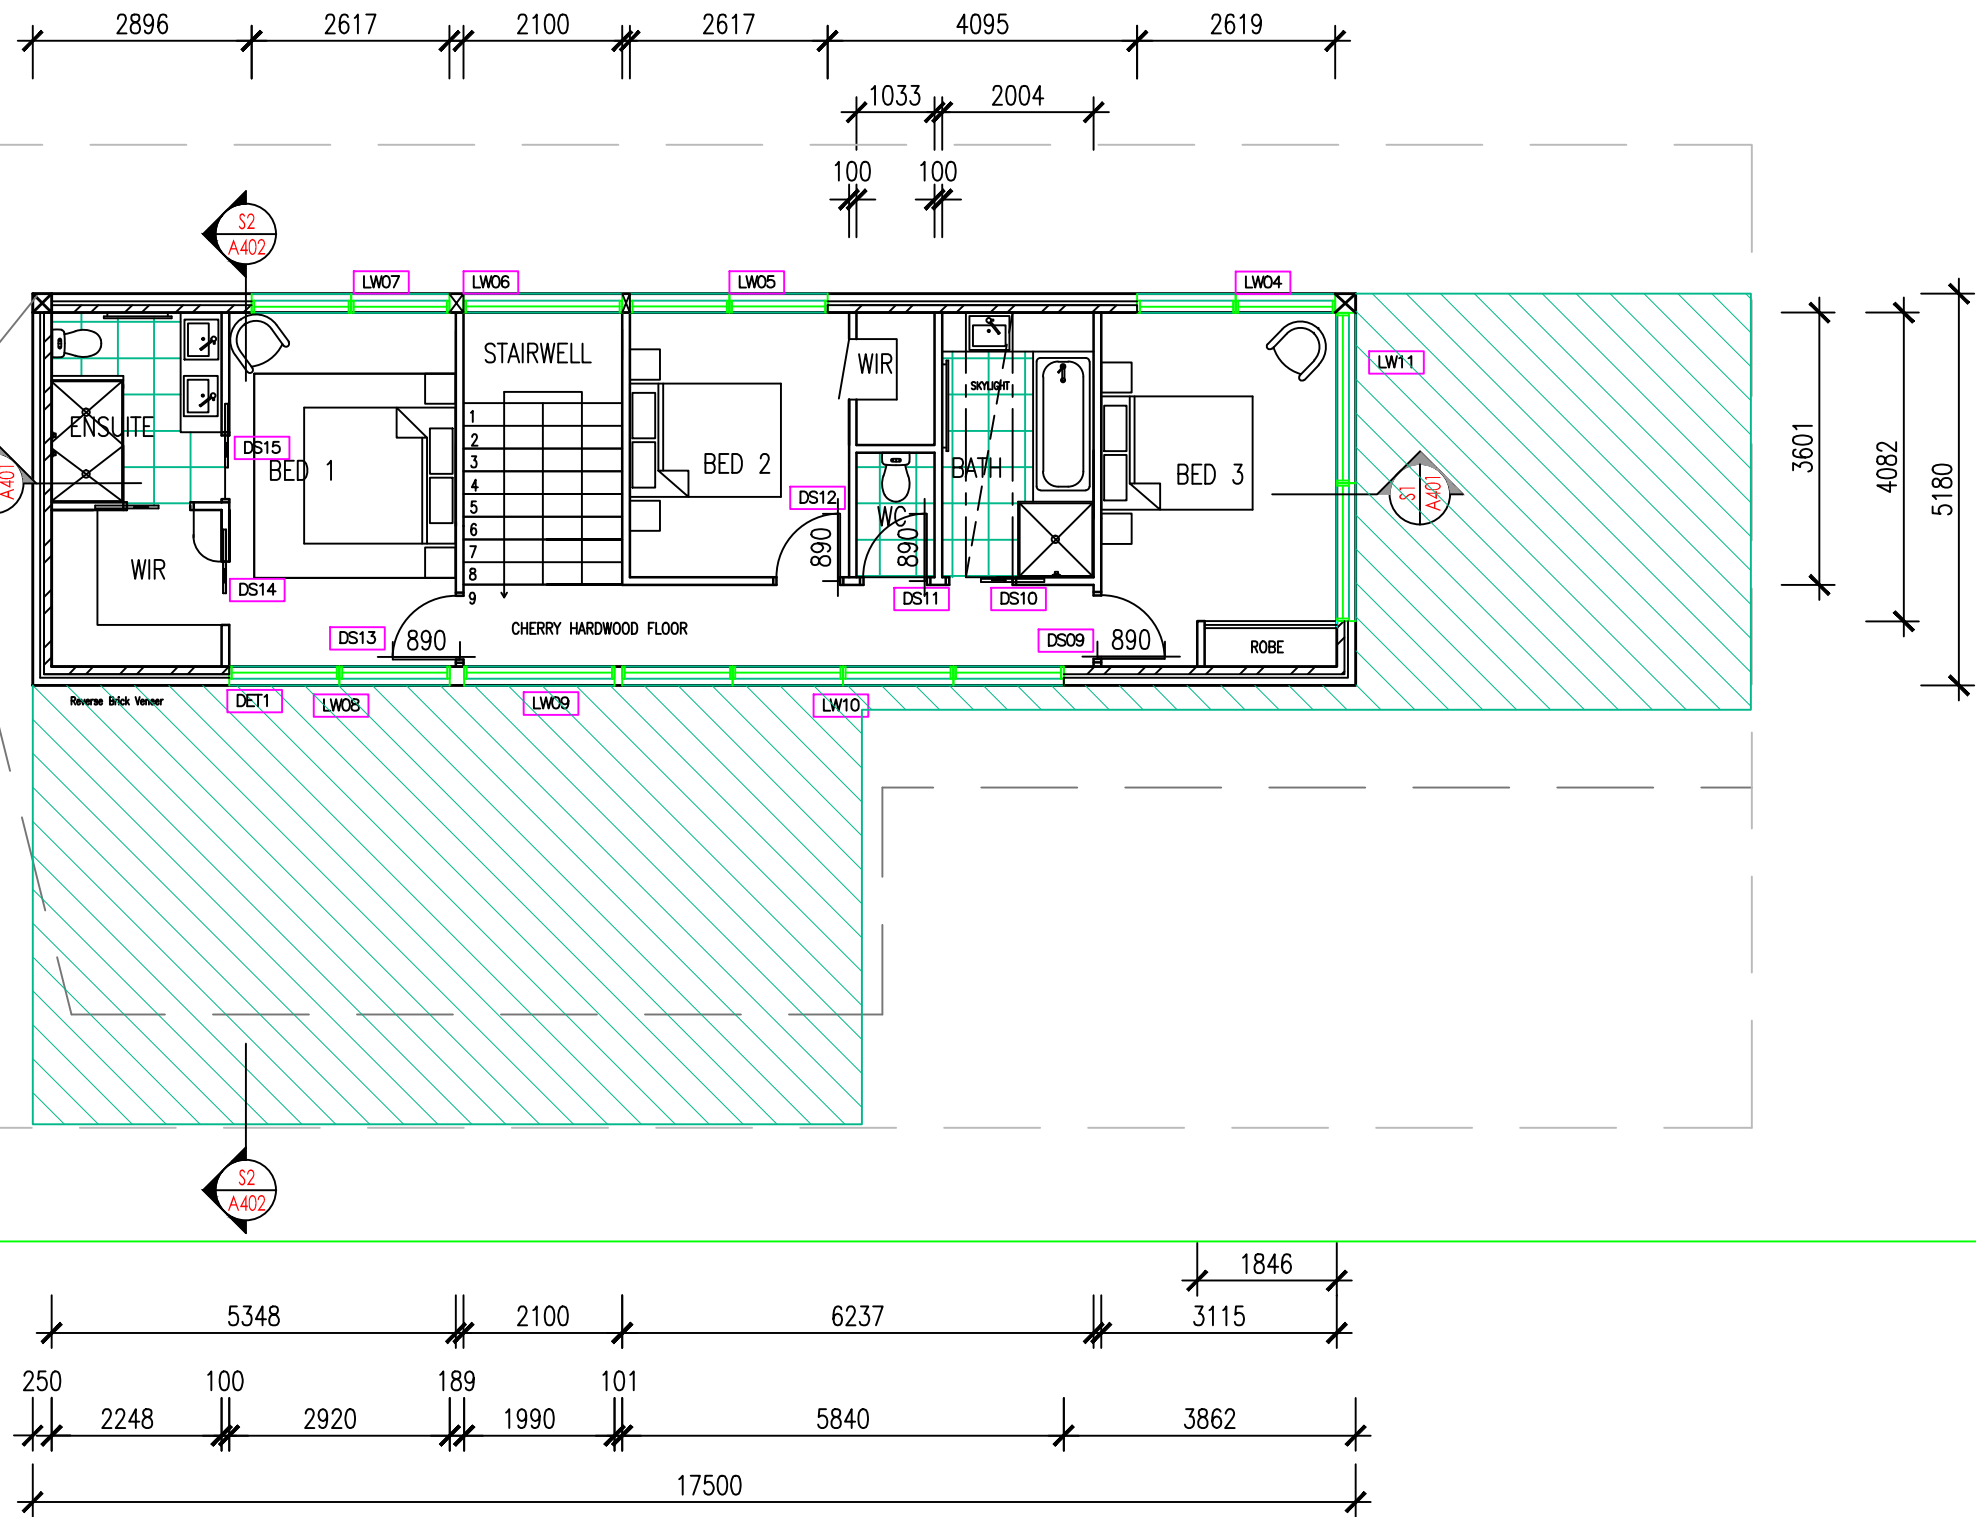 2896 2617 2100 2617 4095 2619
1033 2004
100 100
S2
A402
LW07 LW06 LW05 LW04
STAIRWELL
WIR
LW11
SKYLIGHT
ENSUITE
DS15
BED 1
1
2
3
4
5
6
7
8
9
BED 2
BATH
BED 3
DS12
WC
890
890
S1
A401
A401
3601
4082
5180
WIR
DS14
DS11
DS10
CHERRY HARDWOOD FLOOR
DS13
890
DS09
890
ROBE
Reverse Brick Veneer
DET1
LW08
LW09
LW10
S2
A402
1846
5348 2100 6237 3115
250 100 189 101
2248 2920 1990 5840 3862
17500